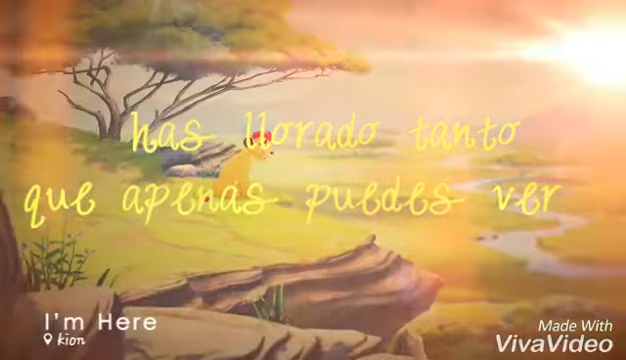 has llorado tanto
que apenas puedes ver
I'm Here
kion
Made With
VivaVideo